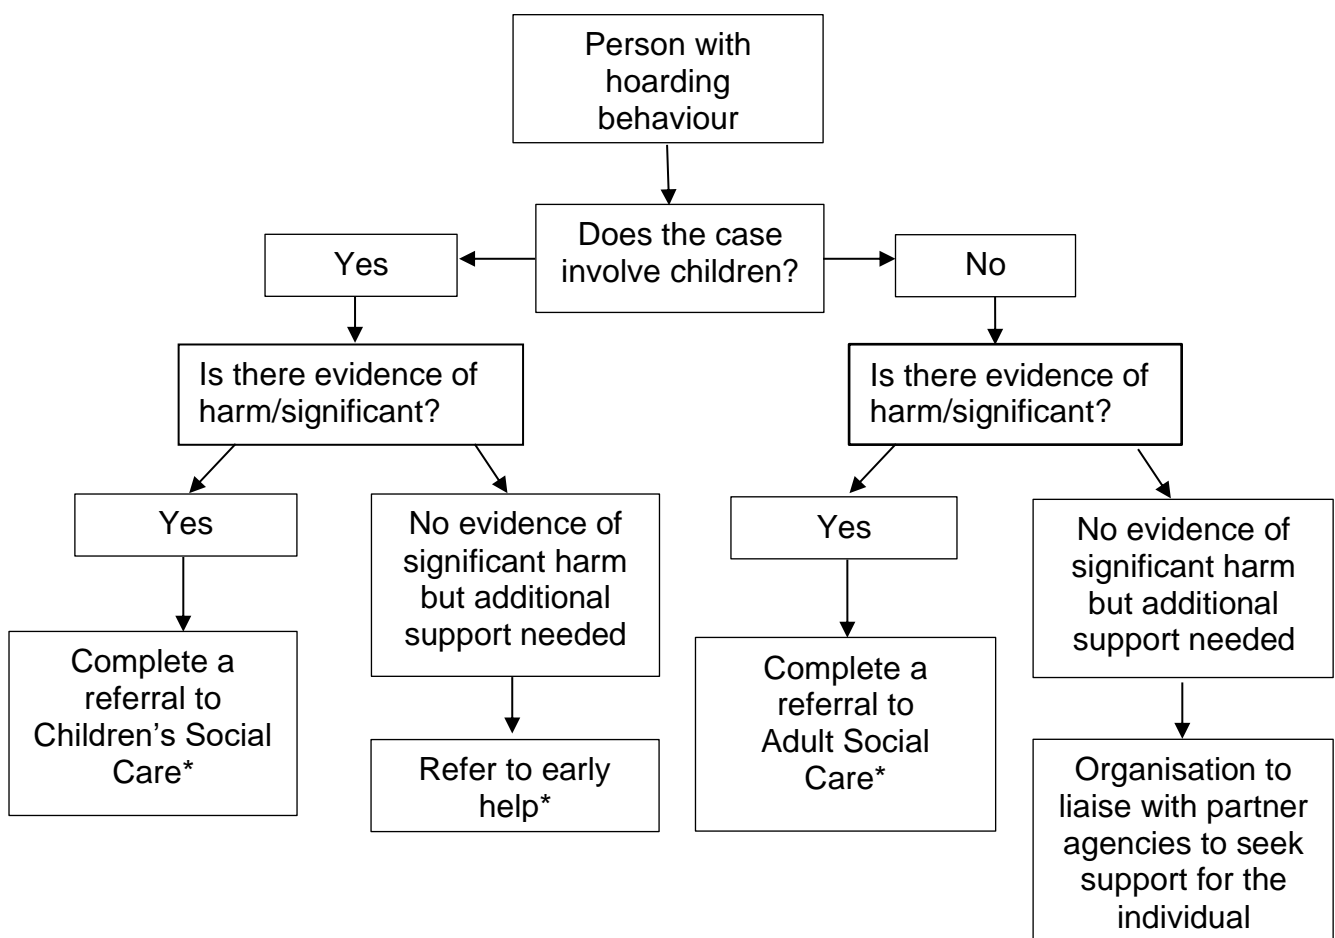 Person with
hoarding
behaviour
Does the case
involve children?
Yes
No
Is there evidence of
harm/significant?
Is there evidence of
harm/significant?
Yes
No evidence of
significant harm
but additional
support needed
Yes
No evidence of
significant harm
but additional
support needed
Complete a
referral to
Children’s Social
Care*
Refer to early
help*
Complete a
referral to
Adult Social
Care*
Organisation to
liaise with partner
agencies to seek
support for the
individual